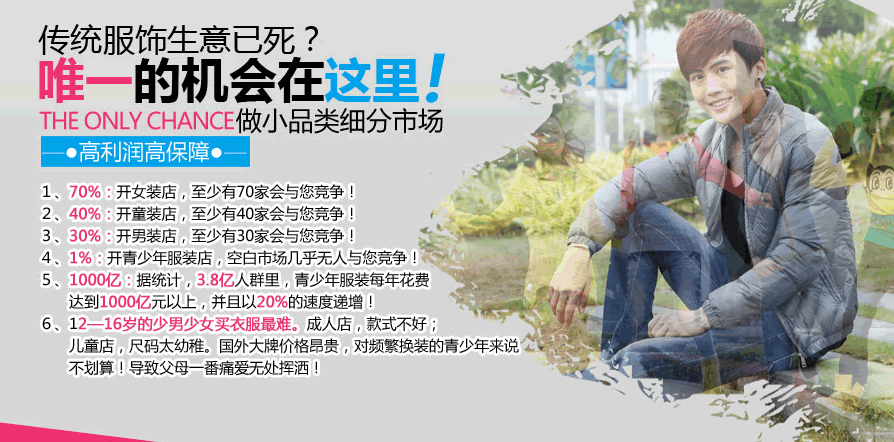 传统服饰生意已死？
唯一的机会在这里！
THE ONLY CHANCE做小品类细分市场
高利润高保障
1、70%：开女装店，至少有70家会与您竞争！
2、40%：开童装店，至少有40家会与您竞争！
3、30%：开男装店，至少有30家会与您竞争！
4、1%：开青少年服装店，空白市场几乎无人与您竞争！
5、1000亿：据统计，3.8亿人群里，青少年服装每年花费
达到1000亿元以上，并且以20%的速度递增！
6、12—16岁的少男少女买衣服最难。成人店，款式不好；
儿童店，尺码太幼稚。国外大牌价格昂贵，对频繁换装的青少年来说
不划算！导致父母一番痛爱无处挥洒！